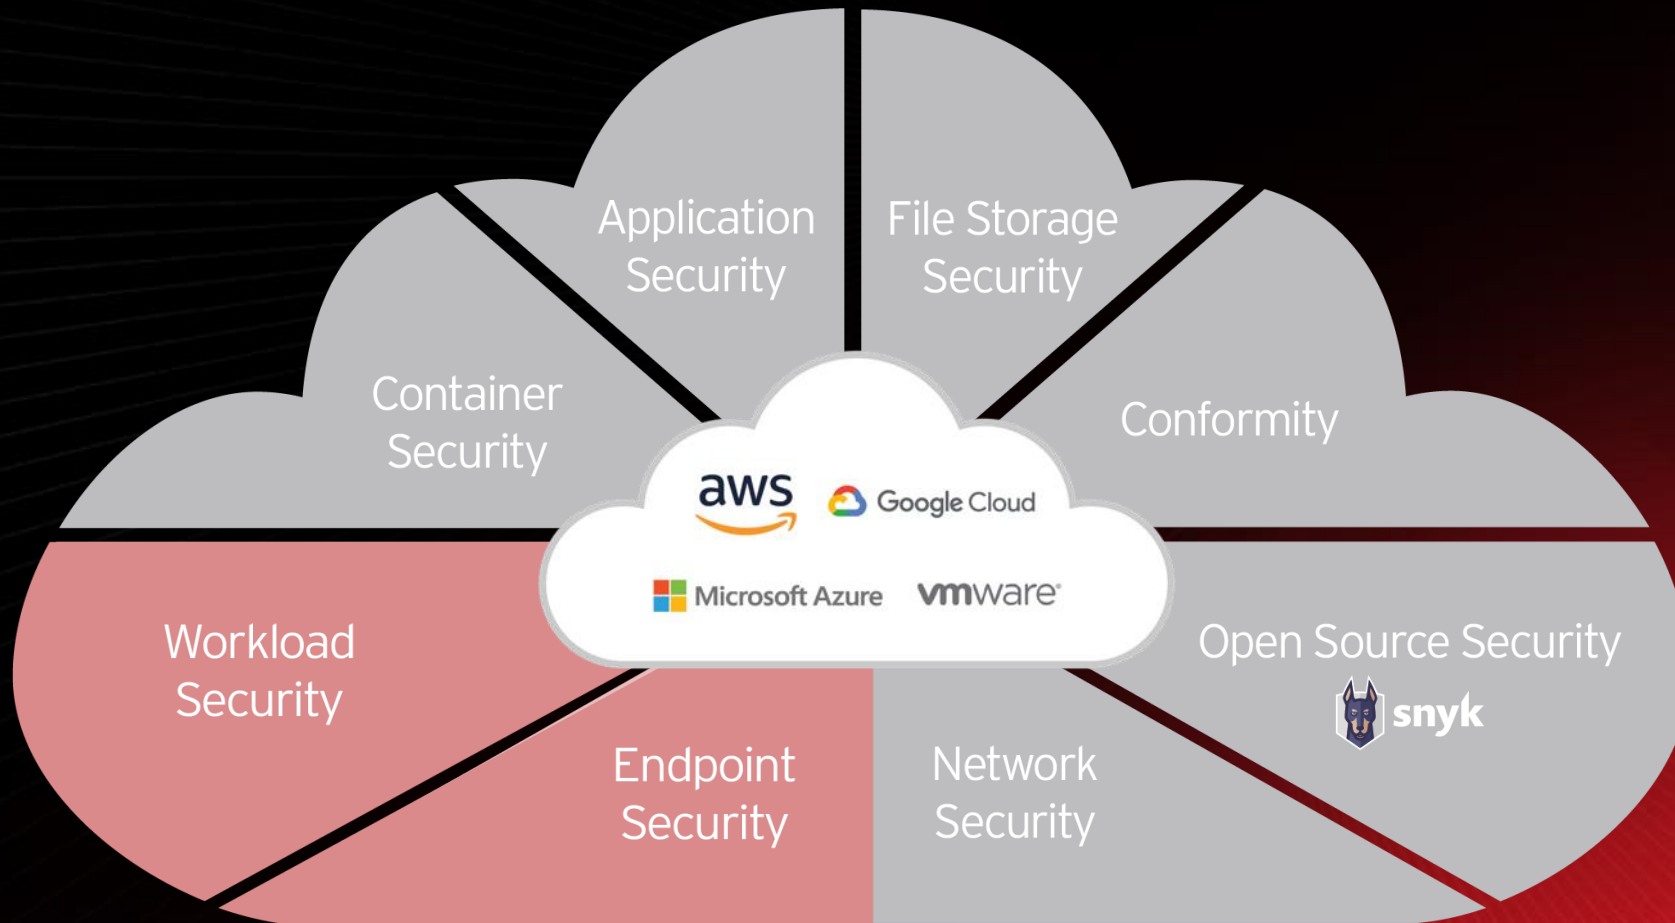 Application
Security
File Storage
Security
Container
Security
Conformity
aws
Google Cloud
Microsoft Azure
vmware®
Workload
Security
Open Source Security
snyk
Endpoint
Security
Network
Security